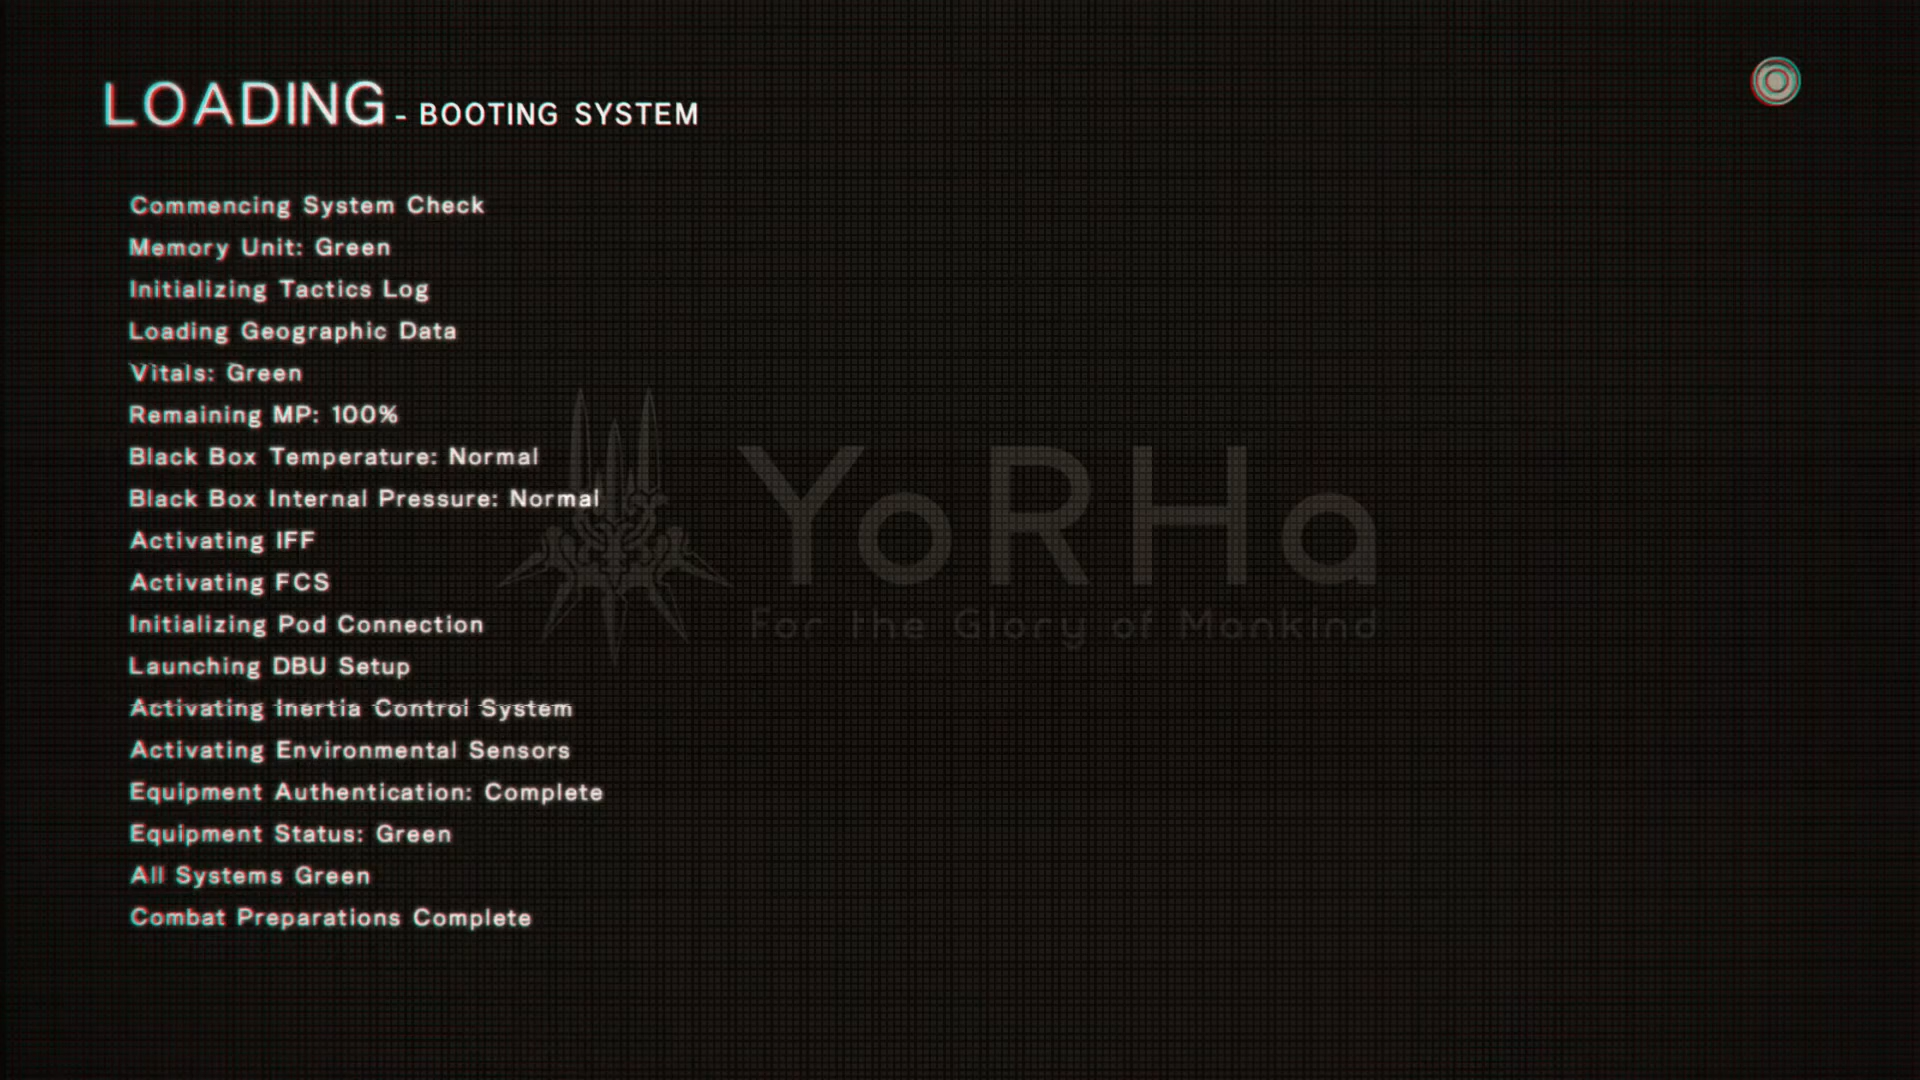 LOADING - BOOTING SYSTEM
Commencing System Check
Memory Unit: Green
Initializing Tactics Log
Loading Geographic Data
Vitals: Green
Remaining MP: 100%
Black Box Temperature: Normal
Black Box Internal Pressure: Normal
Activating IFF
Activating FCS
Initializing Pod Connection
Launching DBU Setup
Activating Inertia Control System
Activating Environmental Sensors
Equipment Authentication: Complete
Equipment Status: Green
All Systems Green
Combat Preparations Complete
YoRHa
For the Glory of Mankind